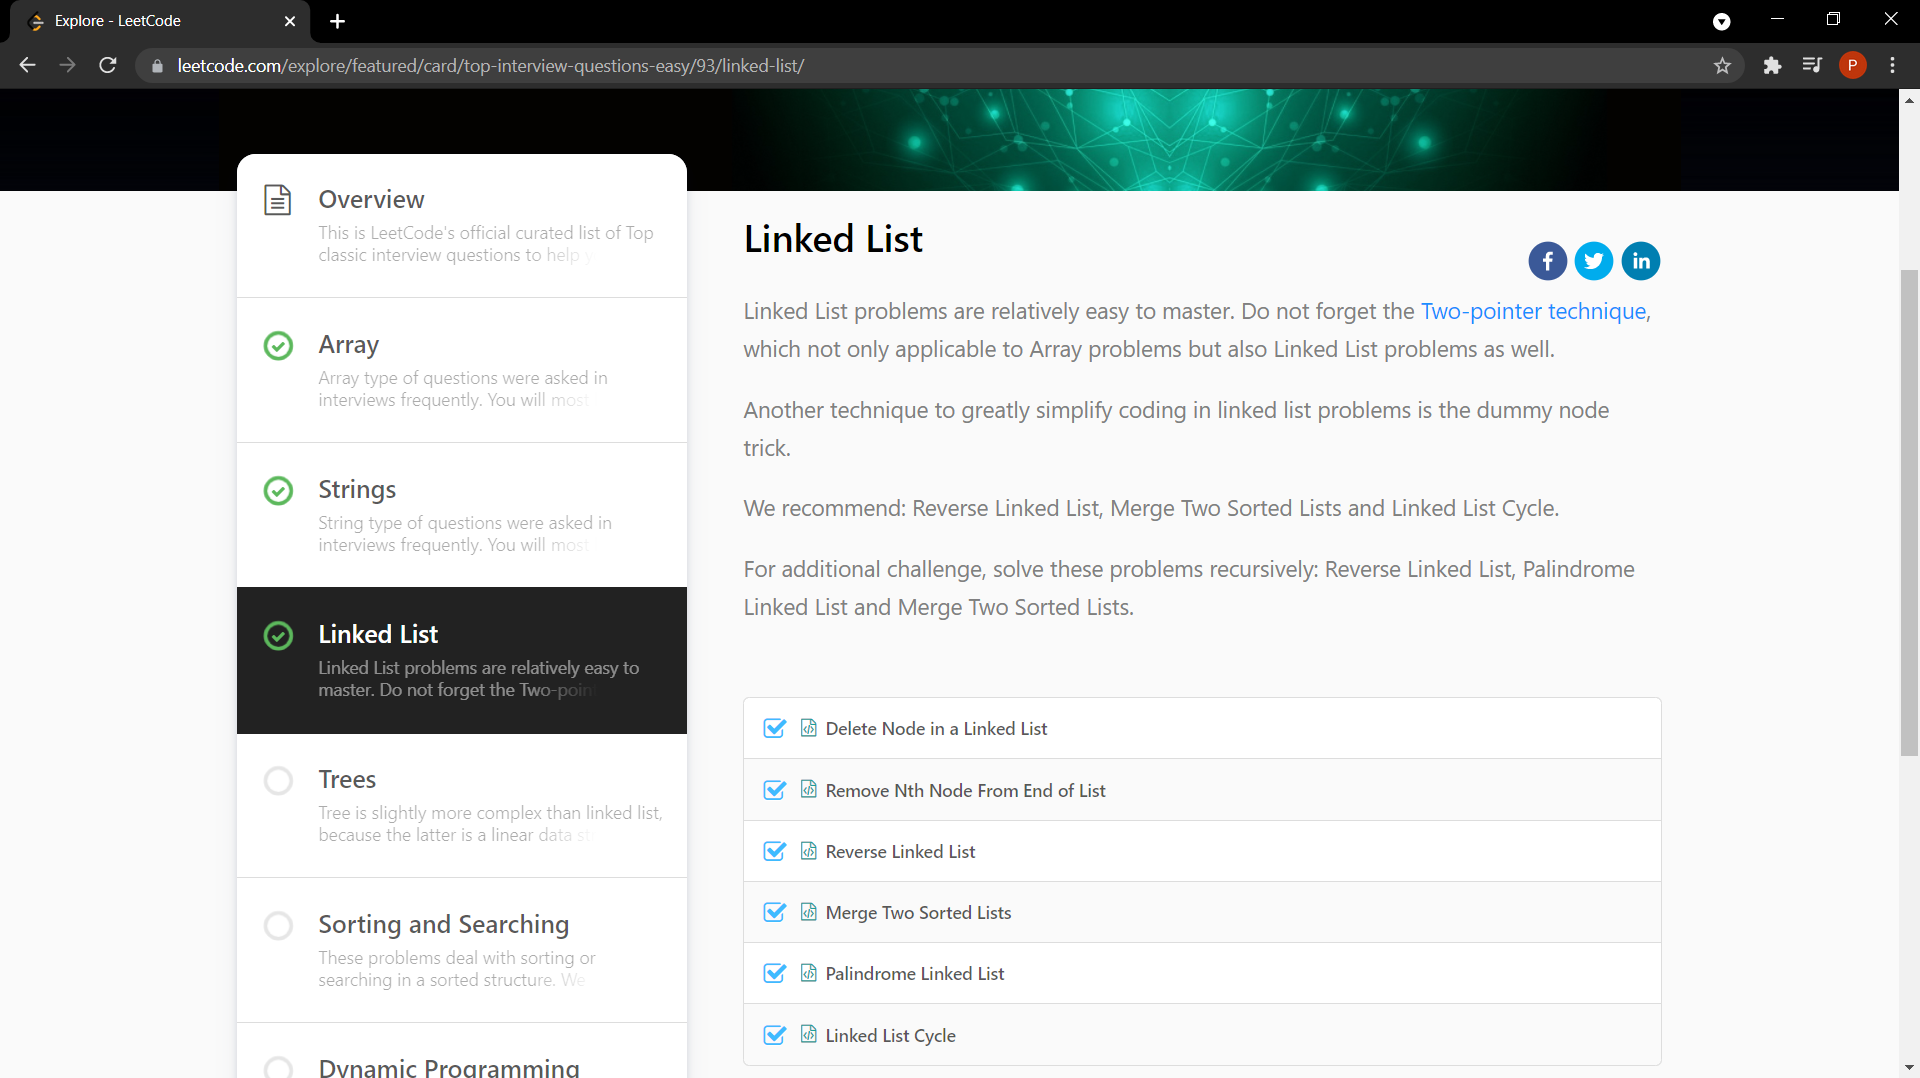 Explore - LeetCode
leetcode.com/explore/featured/card/top-interview-questions-easy/93/linked-list/
P
Overview
This is LeetCode's official curated list of Top
classic interview questions to help y
Array
Array type of questions were asked in
interviews frequently. You will most
Strings
String type of questions were asked in
interviews frequently. You will most
Linked List
Linked List problems are relatively easy to
master. Do not forget the Two-point
Trees
Tree is slightly more complex than linked list,
because the latter is a linear data st
Sorting and Searching
These problems deal with sorting or
searching in a sorted structure. We
Dynamic Programming
Linked List
f
in
Linked List problems are relatively easy to master. Do not forget the Two-pointer technique,
which not only applicable to Array problems but also Linked List problems as well.
Another technique to greatly simplify coding in linked list problems is the dummy node
trick.
We recommend: Reverse Linked List, Merge Two Sorted Lists and Linked List Cycle.
For additional challenge, solve these problems recursively: Reverse Linked List, Palindrome
Linked List and Merge Two Sorted Lists.
Delete Node in a Linked List
Remove Nth Node From End of List
Reverse Linked List
Merge Two Sorted Lists
Palindrome Linked List
Linked List Cycle